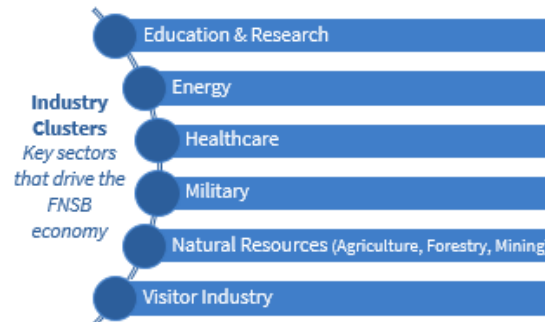 Industry
Clusters
Key sectors
that drive the
FNSB
economy
Education & Research
Energy
Healthcare
Military
Natural Resources (Agriculture, Forestry, Mining
Visitor Industry